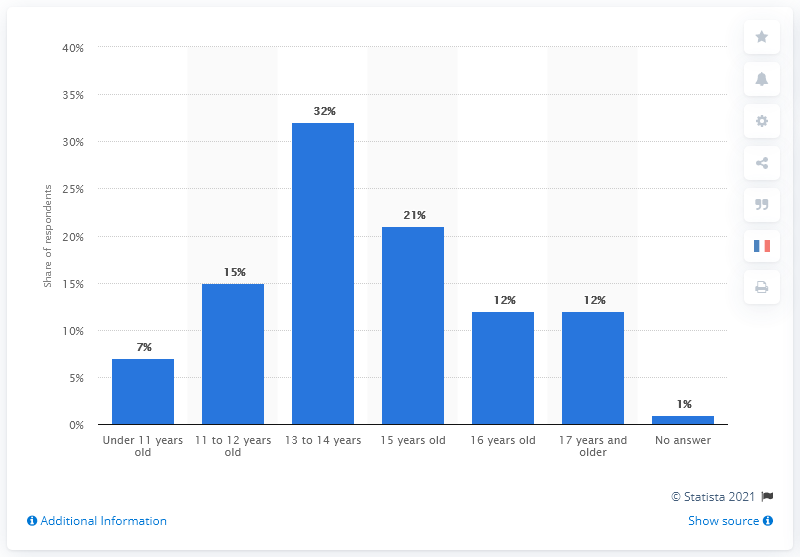 40%
35%
30%
25%
20%
15%
10%
5%
0%
Share of respondents
7%
15%
32%
21%
12%
12%
1%
Under 11 years
old
11 to 12 years
old
13 to 14 years
15 years old
16 years old
17 years and
older
No answer
© Statista 2021
Additional Information
Show source